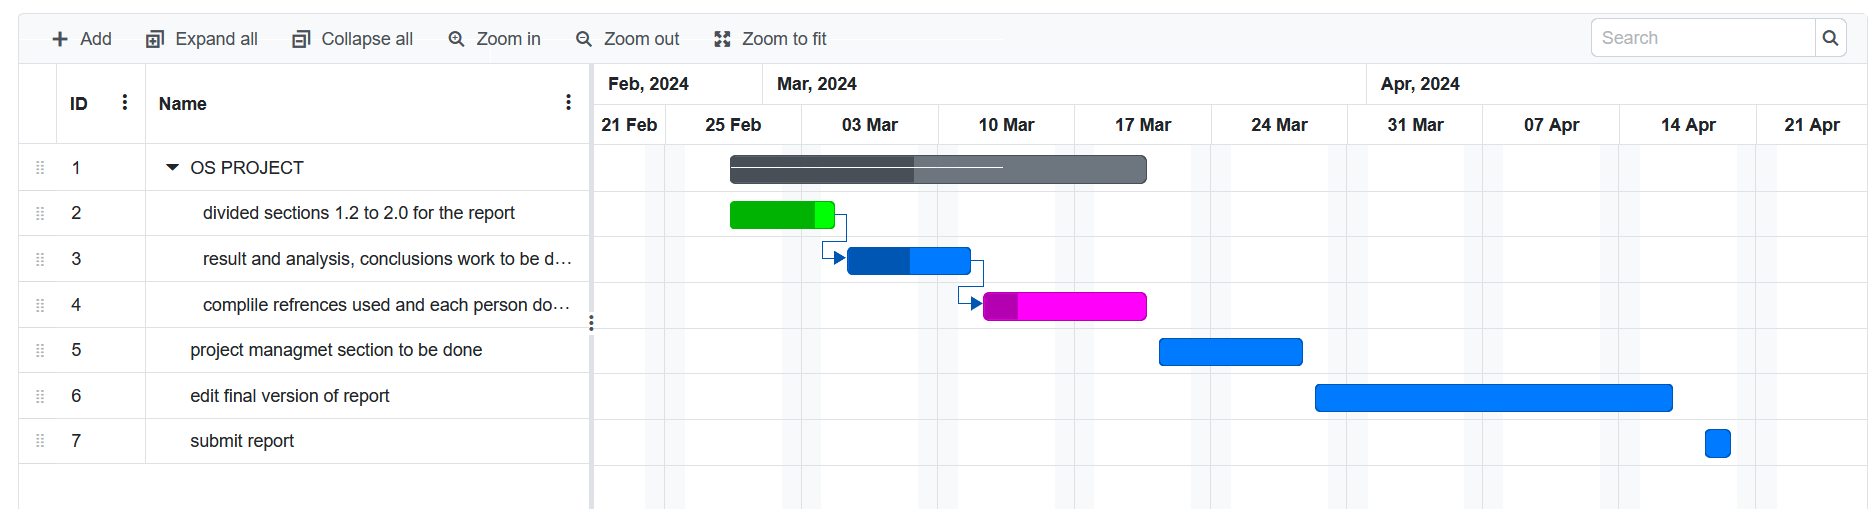 Add Expand all Collapse all Zoom in Zoom out Zoom to fit Search
ID Name
Feb, 2024 Mar, 2024 Apr, 2024
21 Feb 25 Feb 03 Mar 10 Mar 17 Mar 24 Mar 31 Mar 07 Apr 14 Apr 21 Apr
1 OS PROJECT
2 divided sections 1.2 to 2.0 for the report
3 result and analysis, conclusions work to be d...
4 complile refrences used and each person do...
5 project managmet section to be done
6 edit final version of report
7 submit report